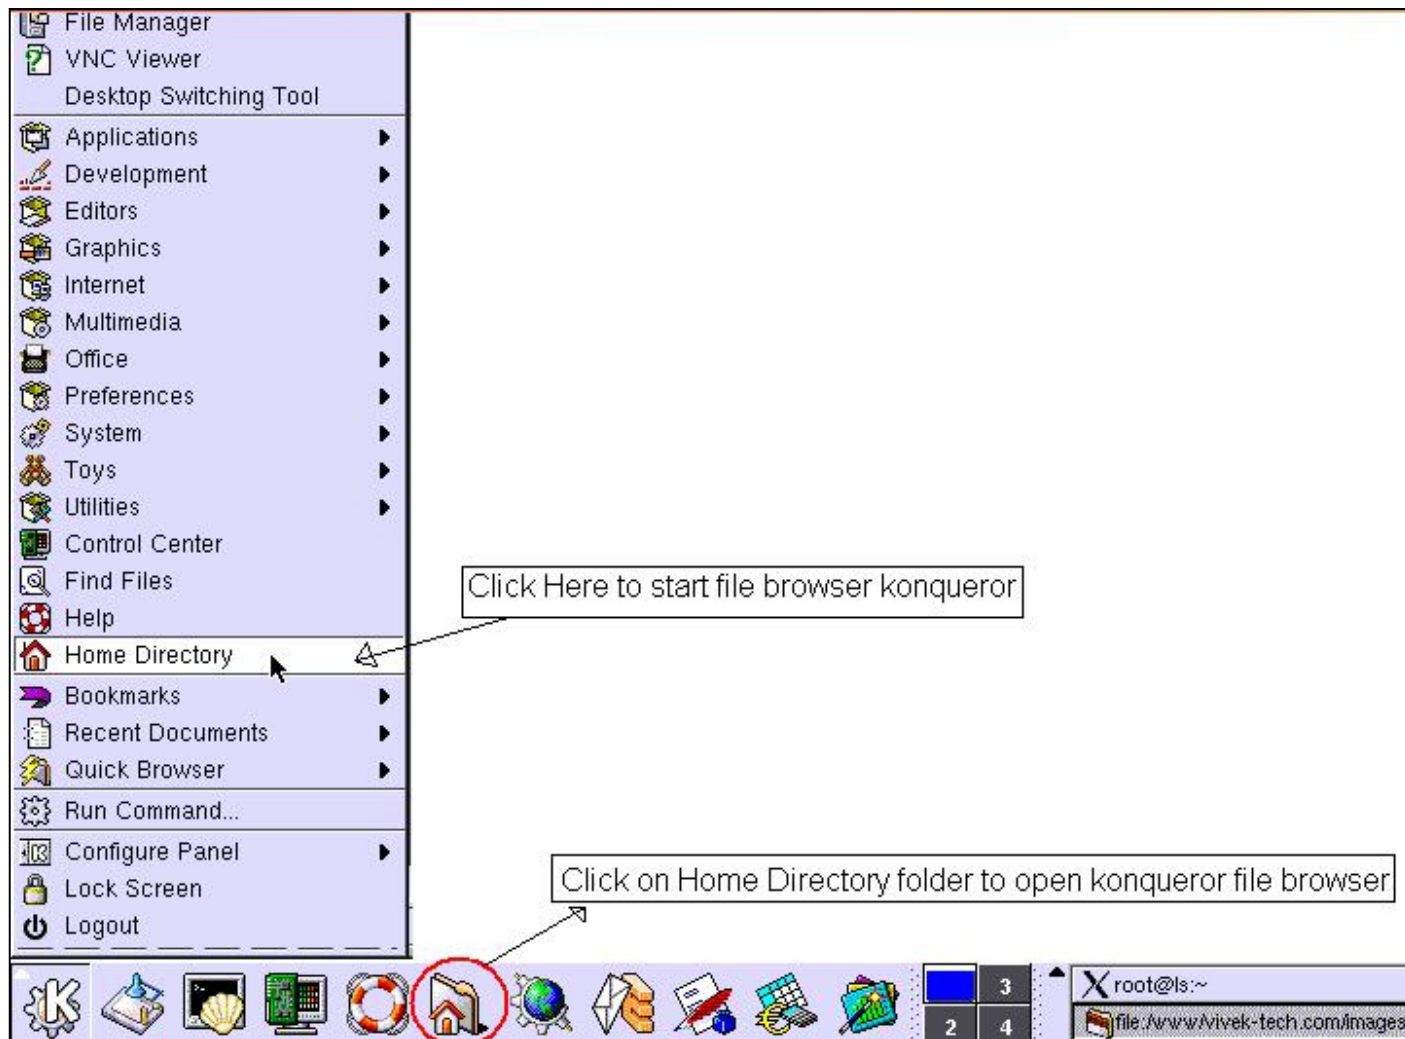 File Manager
VNC Viewer
Desktop Switching Tool
Applications
Development
Editors
Graphics
Internet
Multimedia
Office
Preferences
System
Toys
Utilities
Control Center
Find Files
Help
Home Directory
Bookmarks
Recent Documents
Quick Browser
Run Command...
Configure Panel
Lock Screen
Logout
Click Here to start file browser konqueror
Click on Home Directory folder to open konqueror file browser
3
2 4
root@ls:~
file:/www/vivek-tech.com/images